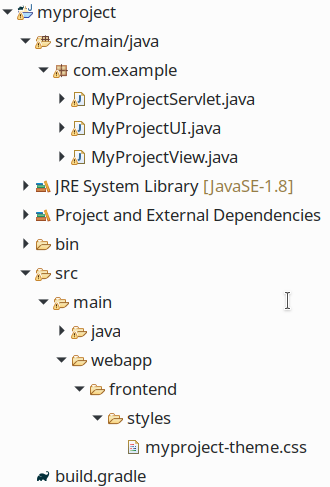 myproject
src/main/java
com.example
MyProjectServlet.java
MyProjectUI.java
MyProjectView.java
JRE System Library [JavaSE-1.8]
Project and External Dependencies
bin
src
main
java
webapp
frontend
styles
myproject-theme.css
build.gradle